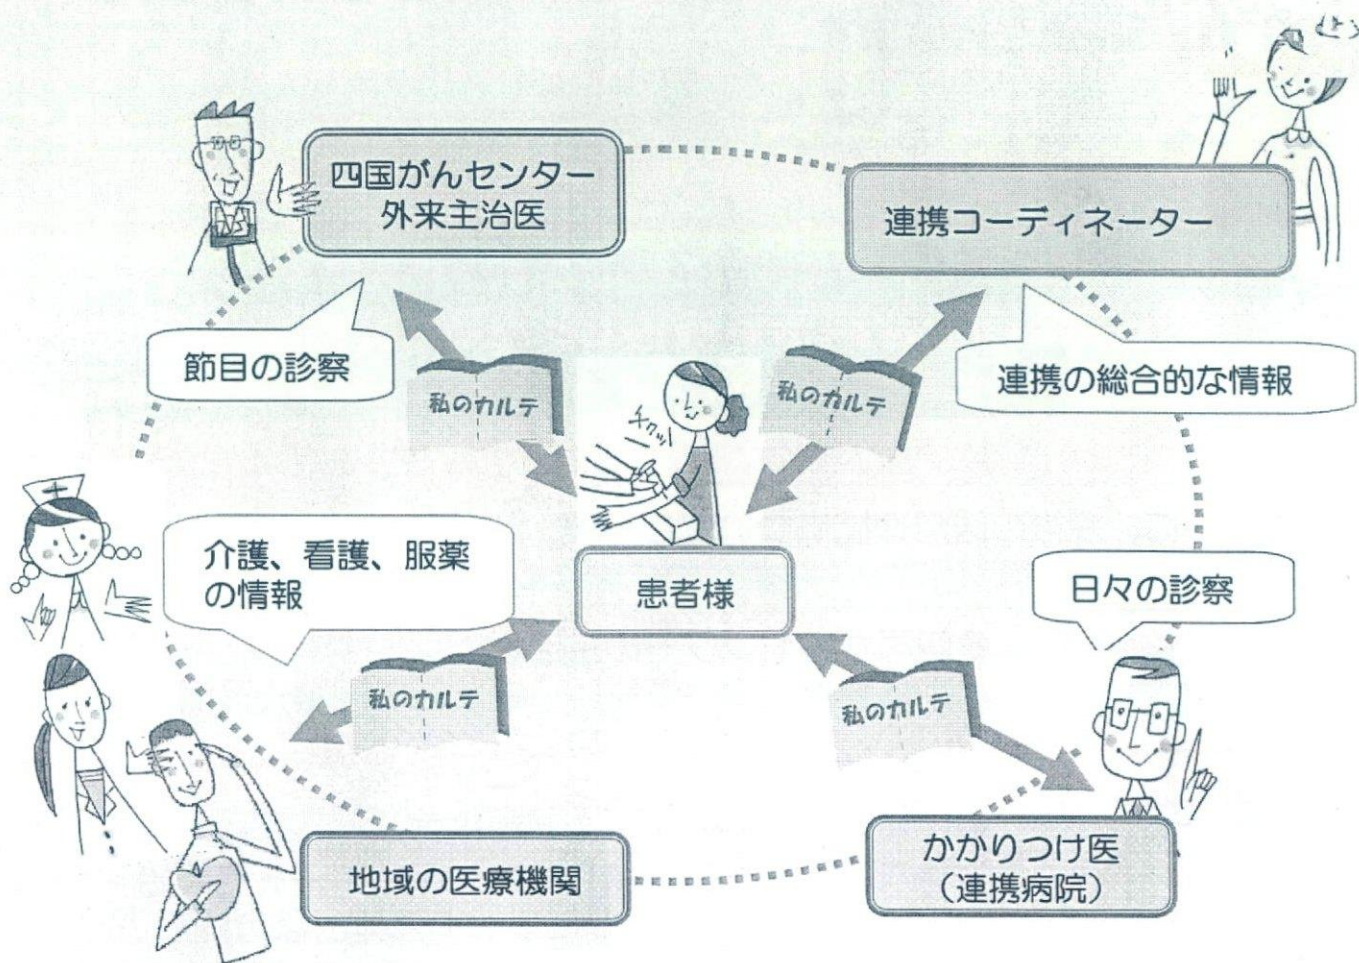 四国がんセンター
外来主治医
連携コーディネーター
節目の診察
連携の総合的な情報
私のカルテ
私のカルテ
チクッ
介護、看護、服薬
の情報
患者様
日々の診察
私のカルテ
私のカルテ
地域の医療機関
かかりつけ医
(連携病院)